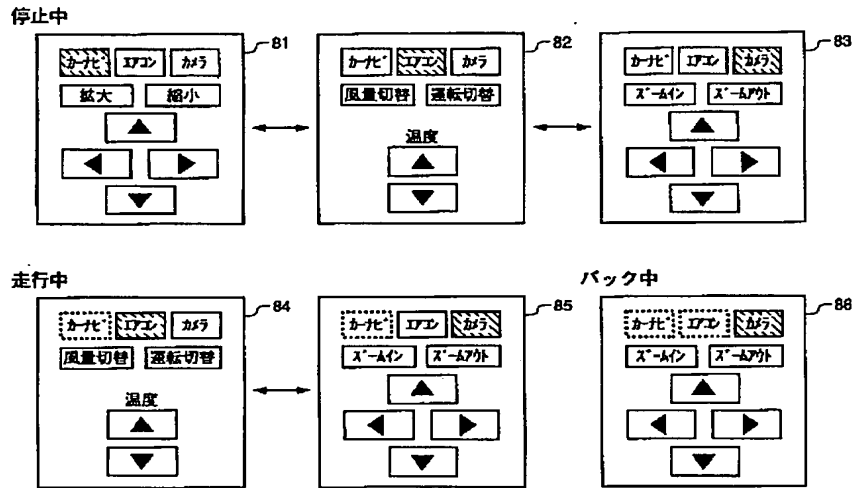 停止中
81 82 83
カーナビ エアコン カメラ カーナビ エアコン カメラ カーナビ エアコン カメラ
拡大 縮小 風量切替 運転切替 ズームイン ズームアウト
温度
走行中 バック中
84 85 86
カーナビ エアコン カメラ カーナビ エアコン カメラ カーナビ エアコン カメラ
風量切替 運転切替 ズームイン ズームアウト ズームイン ズームアウト
温度